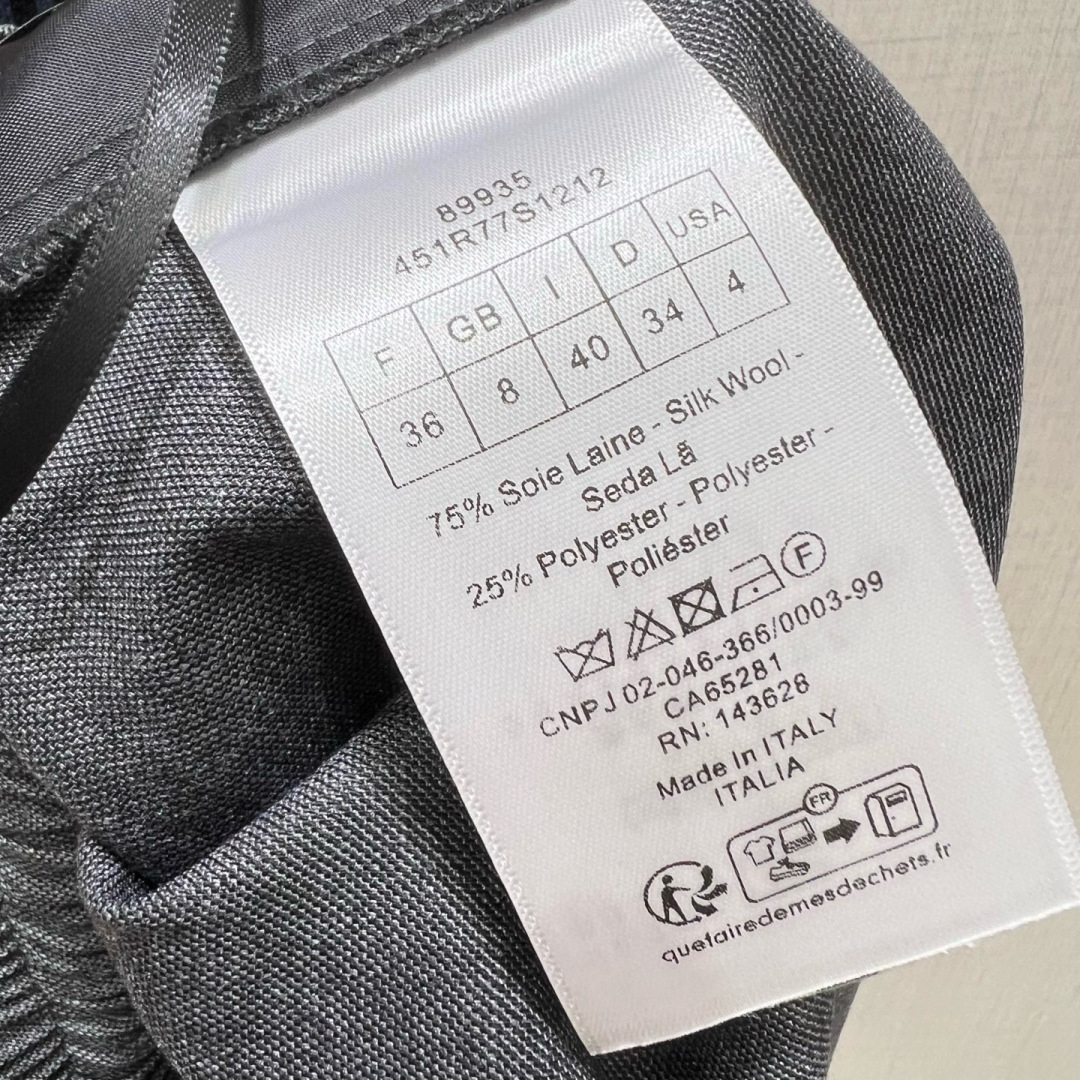 89935
451R77S1212
F GB I D USA
36 8 40 34 4
75% Soie Laine - Silk Wool -
Seda Lã
25% Polyester - Polyester -
Poliéster
F
CNPJ 02-046-366/0003-99
CA65281
RN: 143628
Made In ITALY
ITALIA
FR
quefairedemesdechets.fr